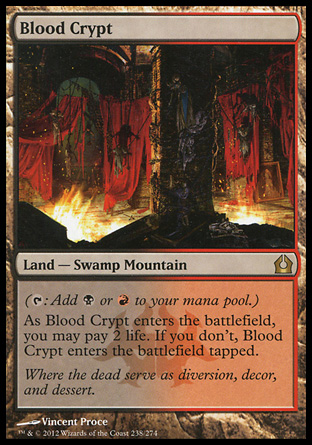 Blood Crypt
Land — Swamp Mountain
(: Add or to your mana pool.)
As Blood Crypt enters the battlefield,
you may pay 2 life. If you don't, Blood
Crypt enters the battlefield tapped.
Where the dead serve as diversion, decor,
and dessert.
Vincent Proce
™ & © 2012 Wizards of the Coast 238/274